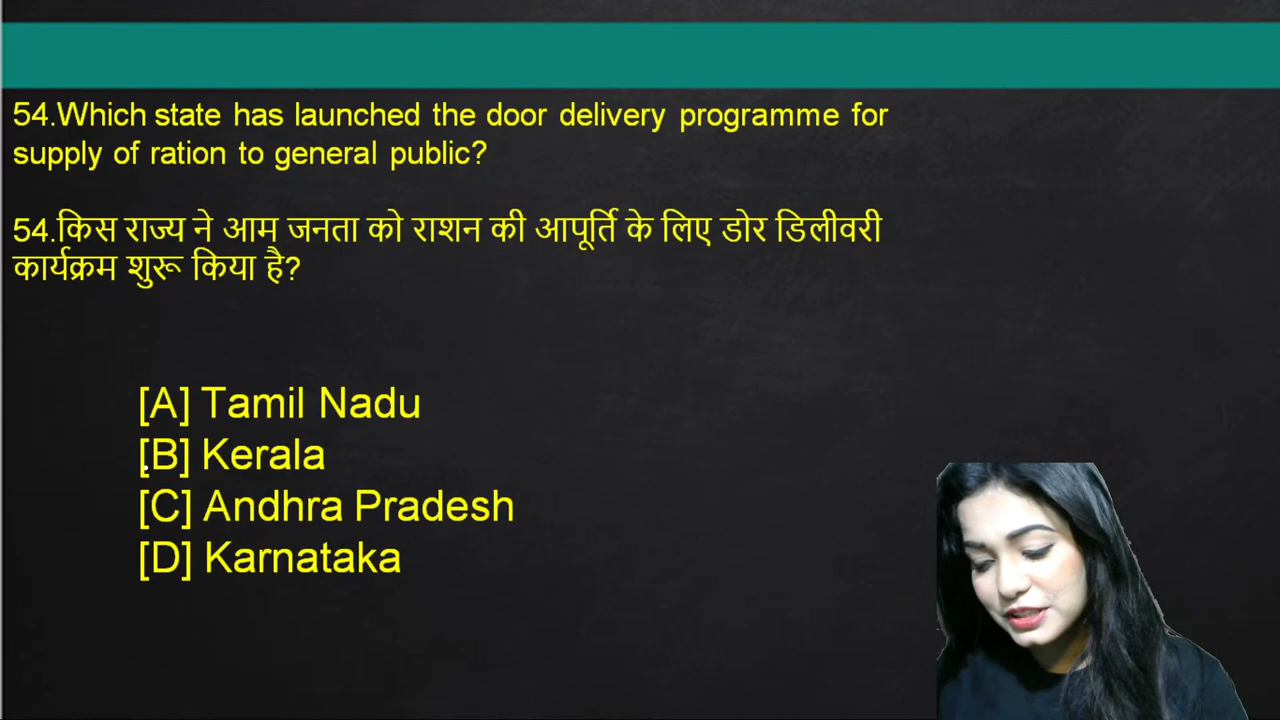 54.Which state has launched the door delivery programme for
supply of ration to general public?
54.किस राज्य ने आम जनता को राशन की आपूर्ति के लिए डोर डिलीवरी
कार्यक्रम शुरू किया है?
[A] Tamil Nadu
[B] Kerala
[C] Andhra Pradesh
[D] Karnataka